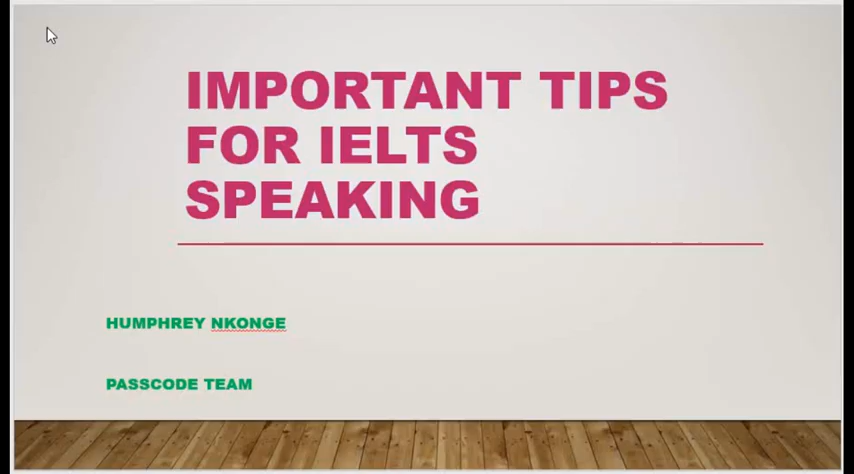 IMPORTANT TIPS
FOR IELTS
SPEAKING
HUMPHREY NKONGE
PASSCODE TEAM